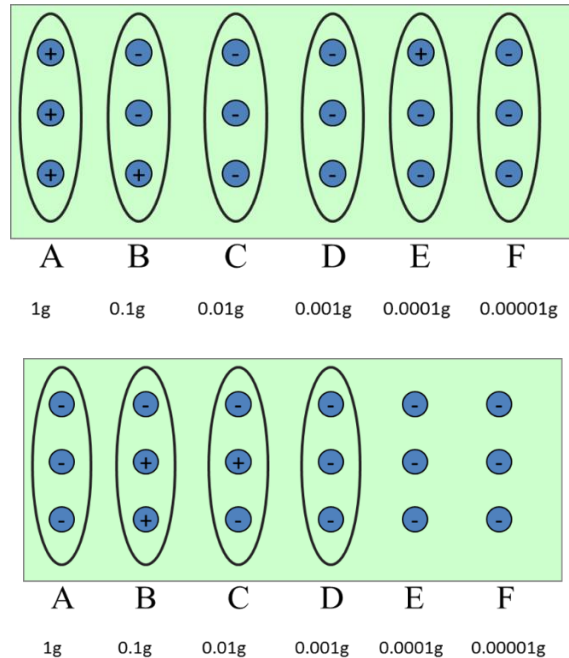 + - - - + -
+ - - - - -
+ + - - - -
A B C D E F
1g 0.1g 0.01g 0.001g 0.0001g 0.00001g
- - - - - -
- + + - - -
- + - - - -
A B C D E F
1g 0.1g 0.01g 0.001g 0.0001g 0.00001g